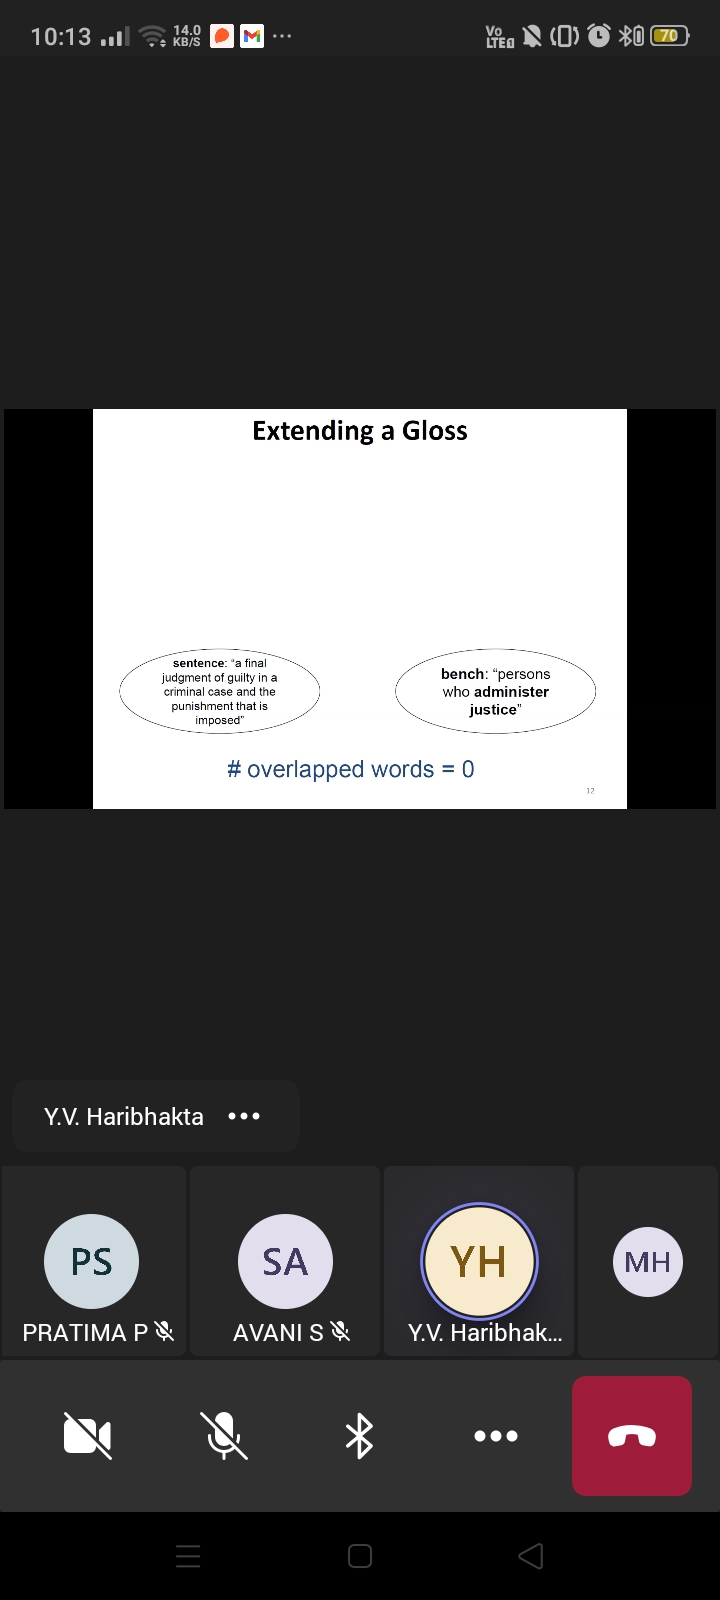 10:13 14.0 KB/S ••• Vo LTE 70
Extending a Gloss
sentence: “a final
judgment of guilty in a
criminal case and the
punishment that is
imposed”
bench: “persons
who administer
justice”
# overlapped words = 0
12
Y.V. Haribhakta •••
PS SA YH MH
PRATIMA P AVANI S Y.V. Haribhak...